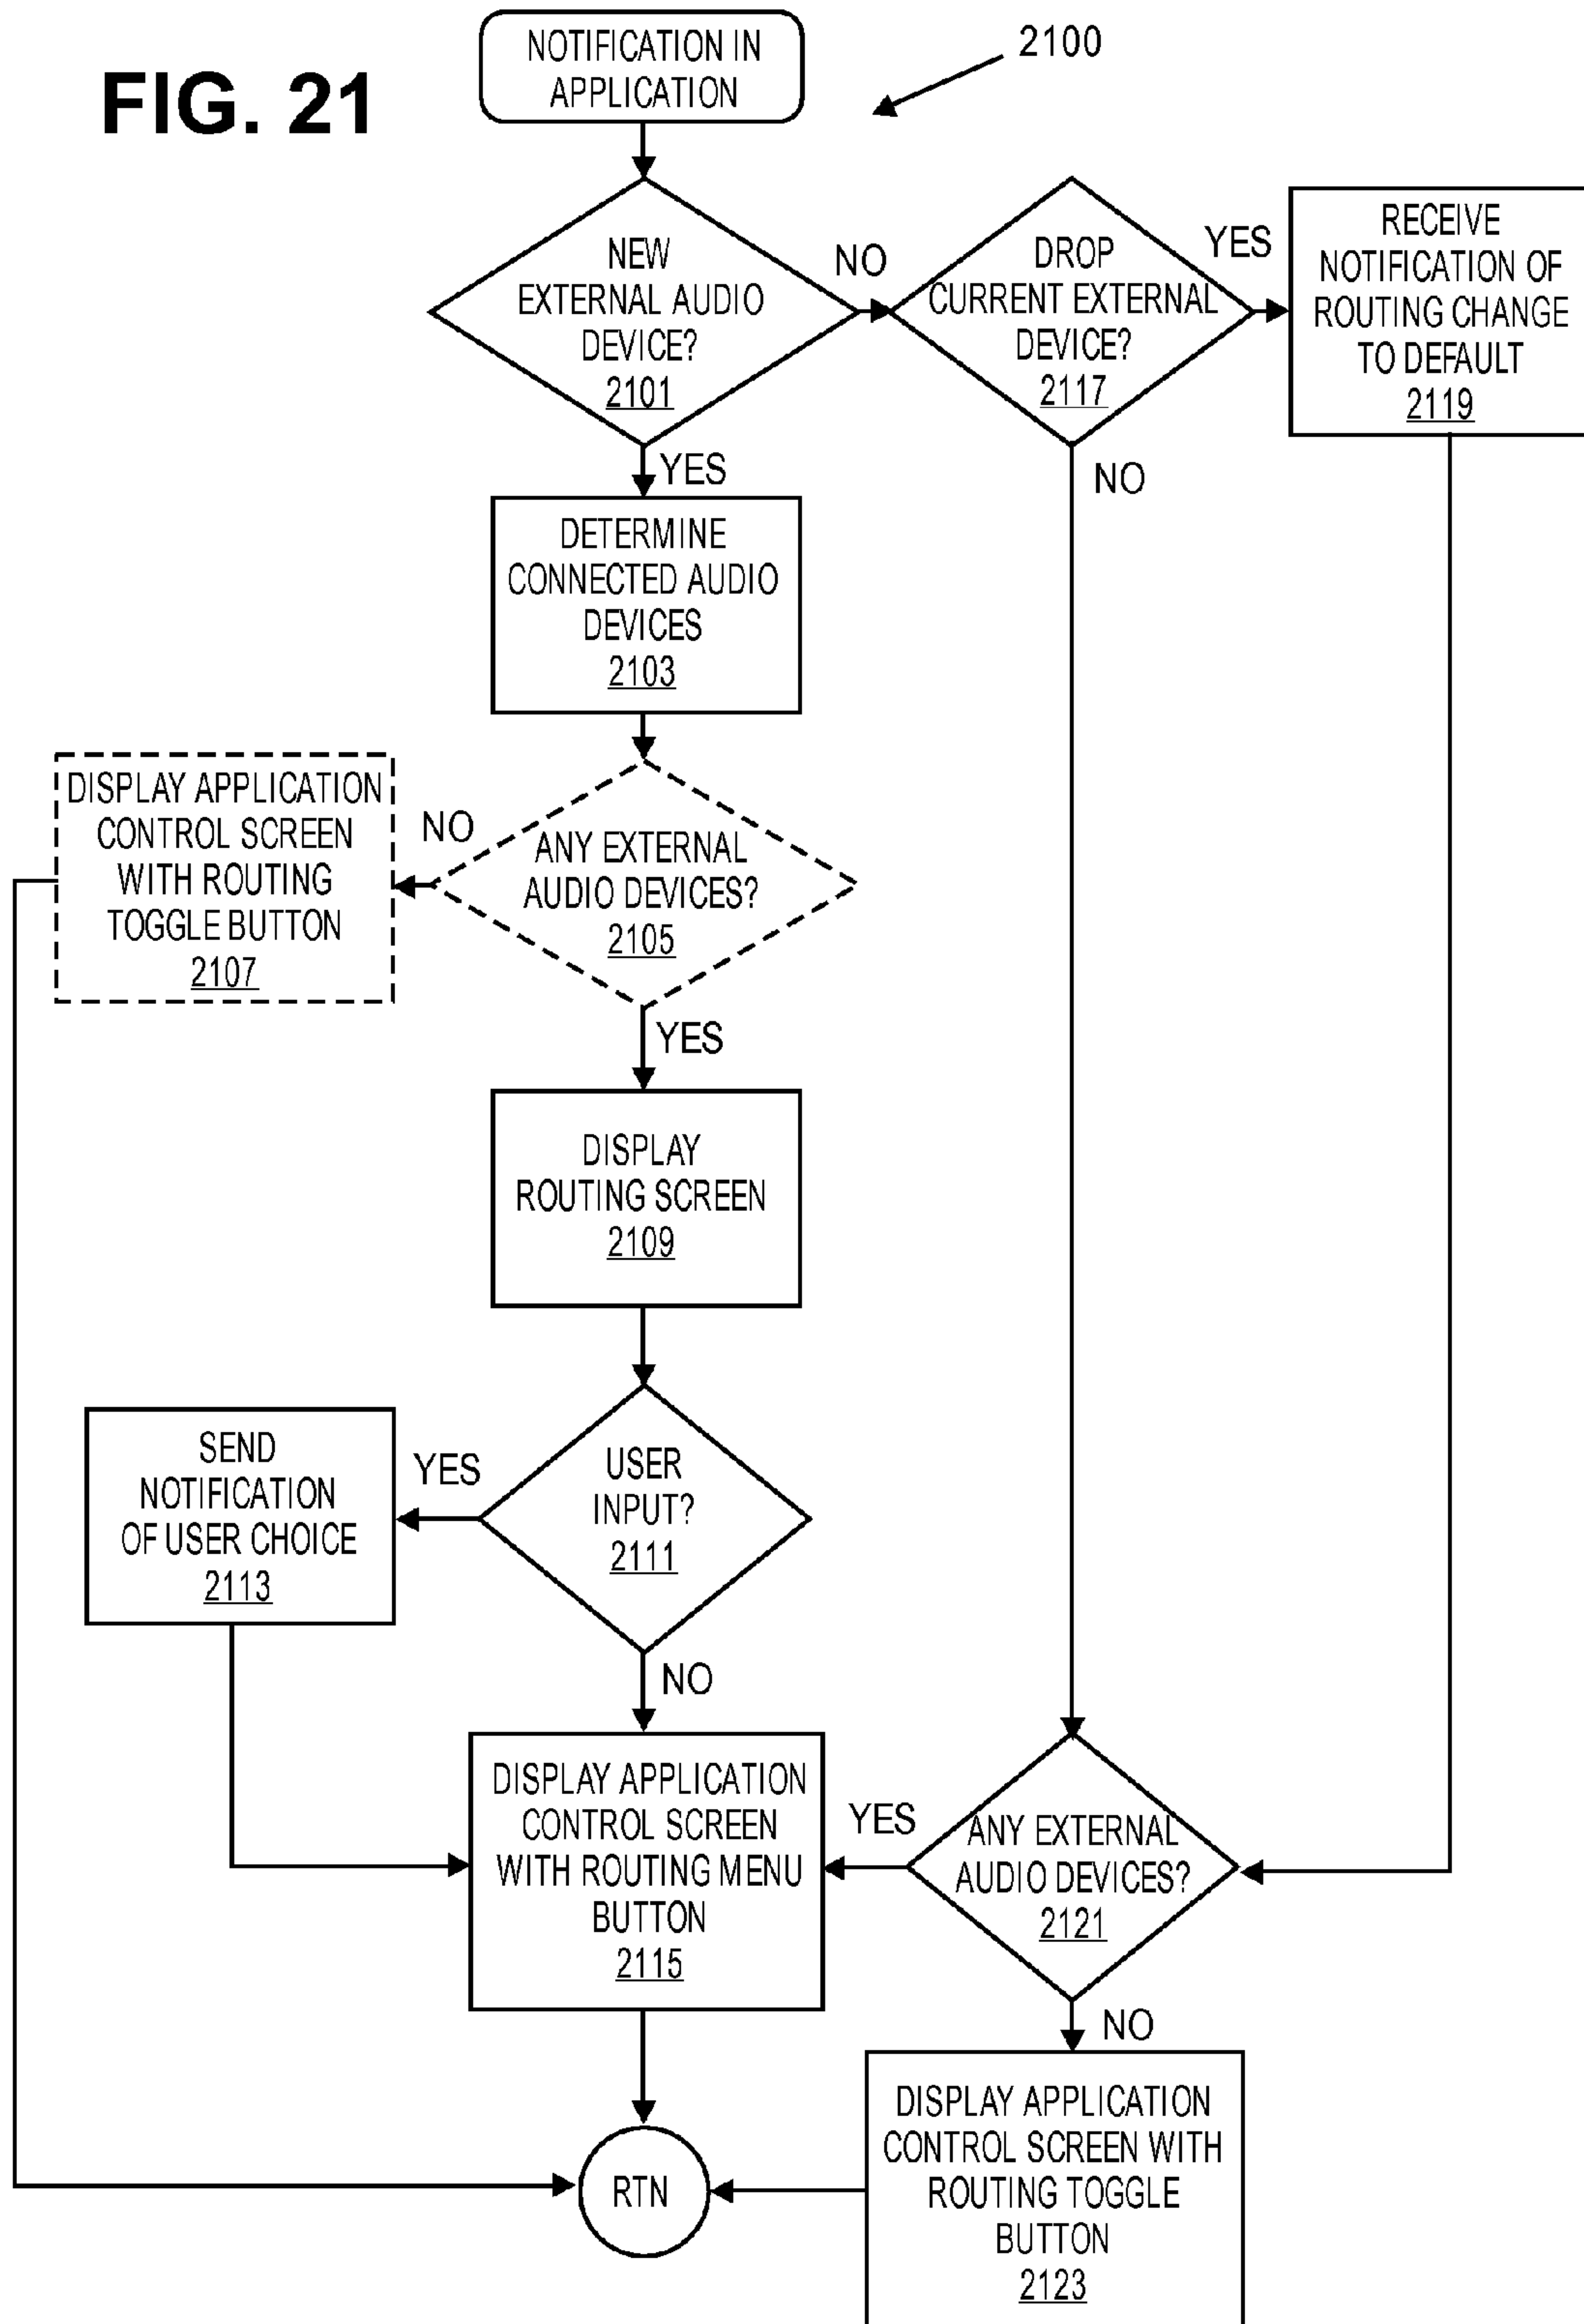 FIG. 21
NOTIFICATION IN
APPLICATION
2100
NEW
EXTERNAL AUDIO
DEVICE?
2101
NO
DROP
CURRENT EXTERNAL
DEVICE?
2117
YES
RECEIVE
NOTIFICATION OF
ROUTING CHANGE
TO DEFAULT
2119
YES
NO
DETERMINE
CONNECTED AUDIO
DEVICES
2103
DISPLAY APPLICATION
CONTROL SCREEN
WITH ROUTING
TOGGLE BUTTON
2107
NO
ANY EXTERNAL
AUDIO DEVICES?
2105
YES
DISPLAY
ROUTING SCREEN
2109
SEND
NOTIFICATION
OF USER CHOICE
2113
YES
USER
INPUT?
2111
NO
DISPLAY APPLICATION
CONTROL SCREEN
WITH ROUTING MENU
BUTTON
2115
YES
ANY EXTERNAL
AUDIO DEVICES?
2121
NO
RTN
DISPLAY APPLICATION
CONTROL SCREEN WITH
ROUTING TOGGLE
BUTTON
2123